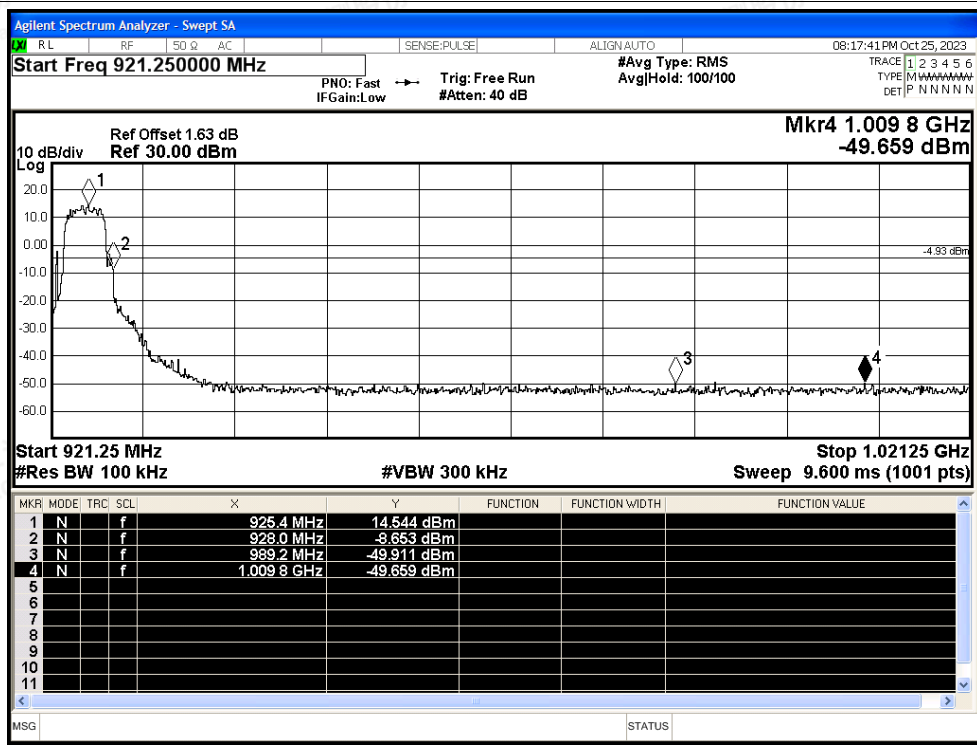 Agilent Spectrum Analyzer - Swept SA
LXI RL RF 50 Ω AC SENSE:PULSE ALIGN AUTO 08:17:41 PM Oct 25, 2023
Start Freq 921.250000 MHz
PNO: Fast
IFGain:Low
Trig: Free Run
#Atten: 40 dB
#Avg Type: RMS
Avg|Hold: 100/100
TRACE 1 2 3 4 5 6
TYPE M WWWWW
DET P N N N N N
Mkr4 1.009 8 GHz
-49.659 dBm
Ref Offset 1.63 dB
10 dB/div Ref 30.00 dBm
Log
20.0
10.0
0.00
-10.0
-20.0
-30.0
-40.0
-50.0
-60.0
1
2
3
4
-4.93 dBm
Start 921.25 MHz Stop 1.02125 GHz
#Res BW 100 kHz #VBW 300 kHz Sweep 9.600 ms (1001 pts)
MKR MODE TRC SCL X Y FUNCTION FUNCTION WIDTH FUNCTION VALUE
1 N f 925.4 MHz 14.544 dBm
2 N f 928.0 MHz -8.653 dBm
3 N f 989.2 MHz -49.911 dBm
4 N f 1.009 8 GHz -49.659 dBm
5
6
7
8
9
10
11
MSG STATUS